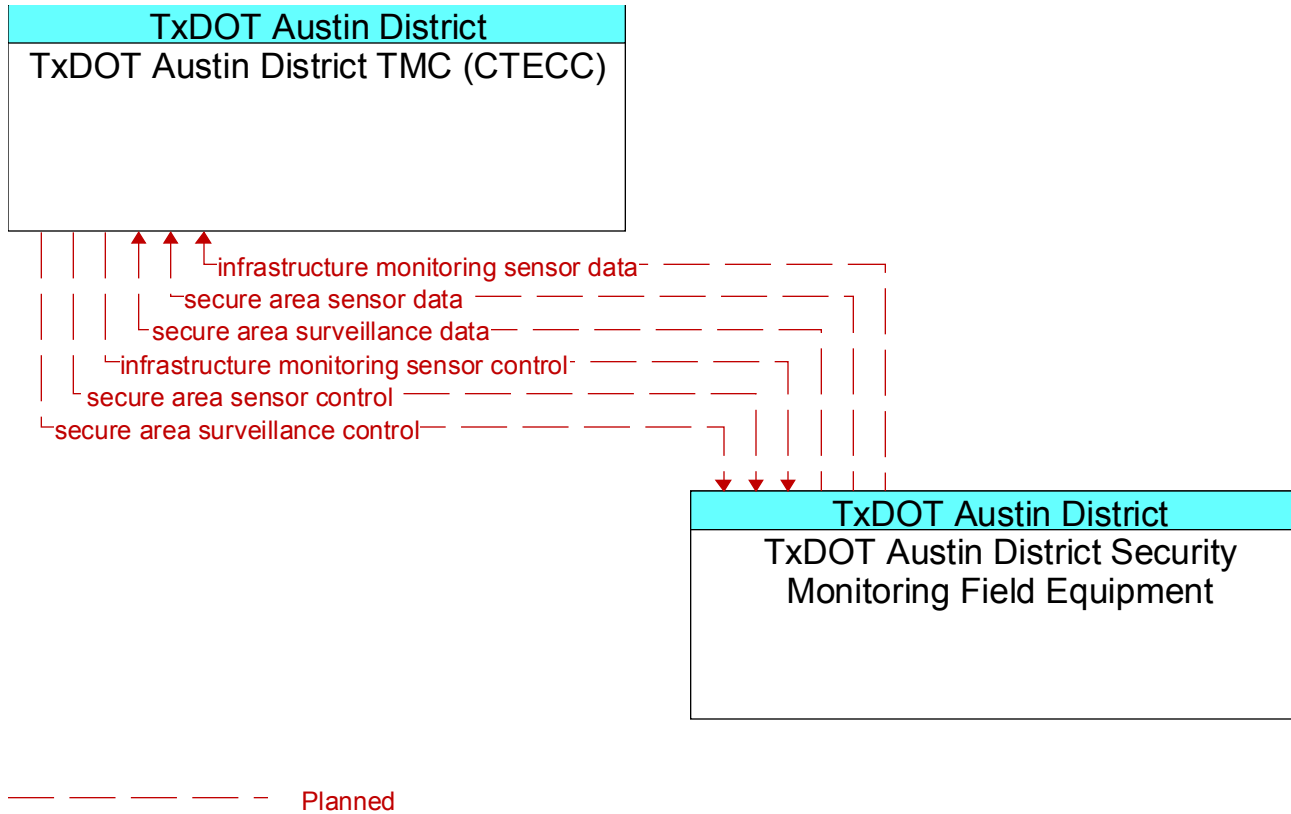 TxDOT Austin District
TxDOT Austin District TMC (CTECC)
infrastructure monitoring sensor data
secure area sensor data
secure area surveillance data
infrastructure monitoring sensor control
secure area sensor control
secure area surveillance control
TxDOT Austin District
TxDOT Austin District Security
Monitoring Field Equipment
Planned